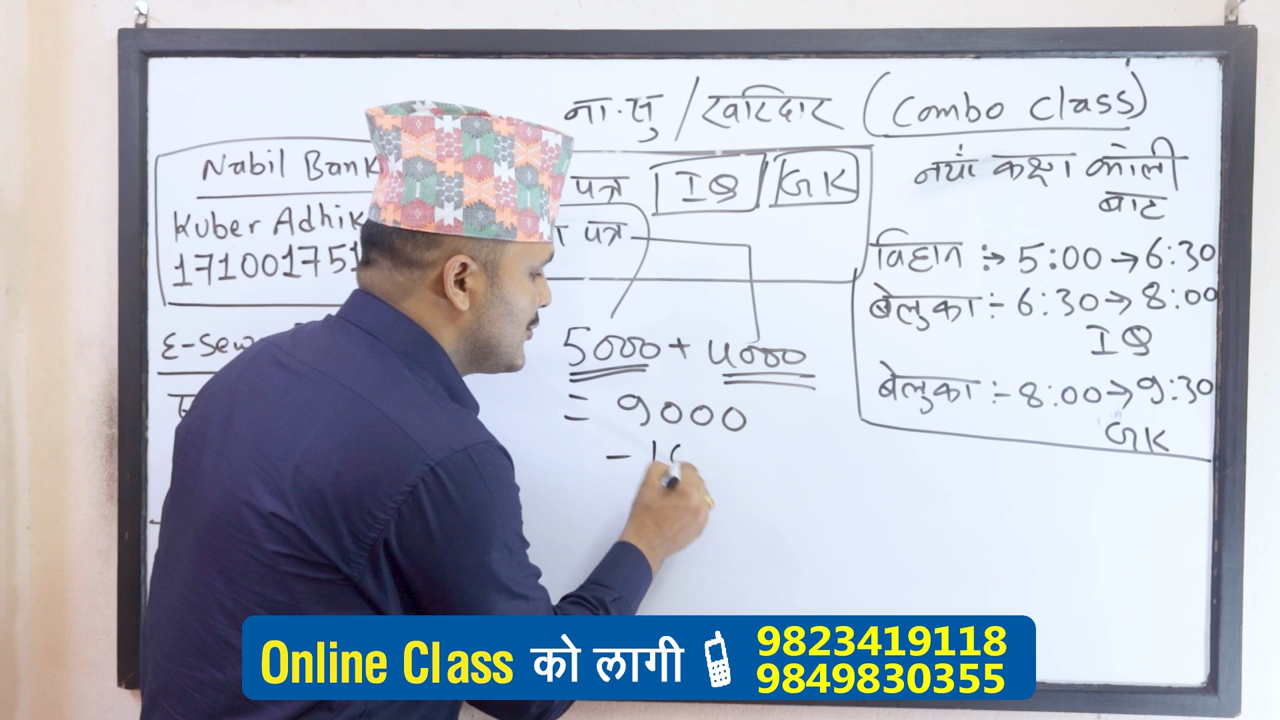 ना.सु / खरिदार (Combo Class)
Nabil Bank
Kuber Adhik
171001751
E-Sew
पत्र IQ GK
पत्र
5000 + 4000
= 9000
- 1
नयाँ कक्षा भोली
बाट
विहान :→ 5:00 → 6:30
बेलुका :- 6:30 → 8:00
IQ
बेलुका :- 8:00 → 9:30
GK
Online Class को लागी 9823419118
9849830355